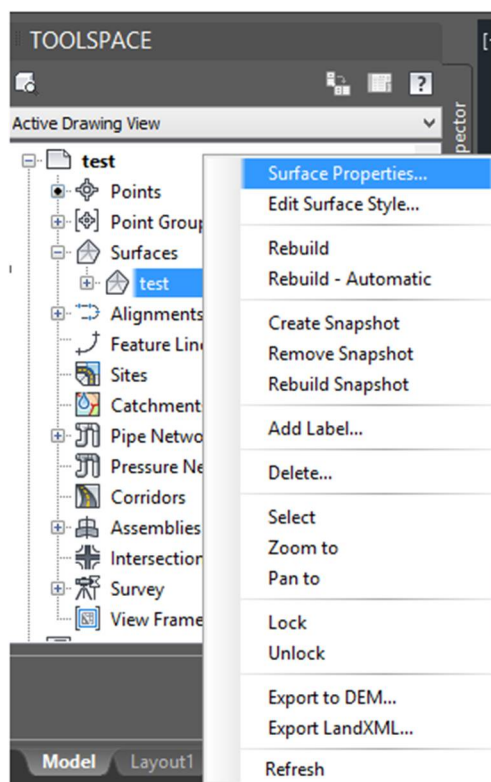 TOOLSPACE
Active Drawing View
test
Points
Point Group
Surfaces
test
Alignments
Feature Line
Sites
Catchment
Pipe Netwo
Pressure Ne
Corridors
Assemblies
Intersection
Survey
View Frame
Surface Properties...
Edit Surface Style...
Rebuild
Rebuild - Automatic
Create Snapshot
Remove Snapshot
Rebuild Snapshot
Add Label...
Delete...
Select
Zoom to
Pan to
Lock
Unlock
Export to DEM...
Export LandXML...
Refresh
Model
Layout1
pector